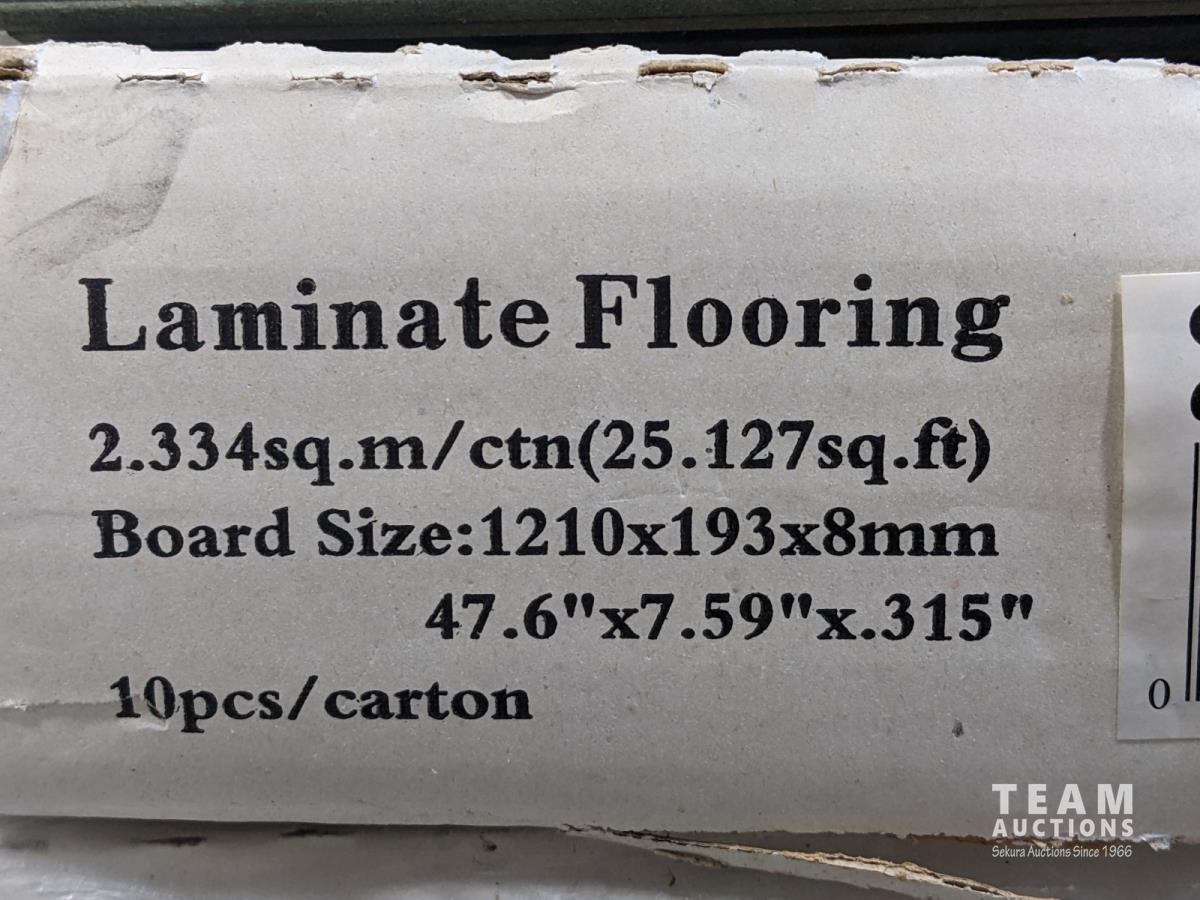 Laminate Flooring
2.334sq.m/ctn(25.127sq.ft)
Board Size:1210x193x8mm
47.6"x7.59"x.315"
10pcs/carton
0
TEAM
AUCTIONS
Sekura Auctions Since 1966